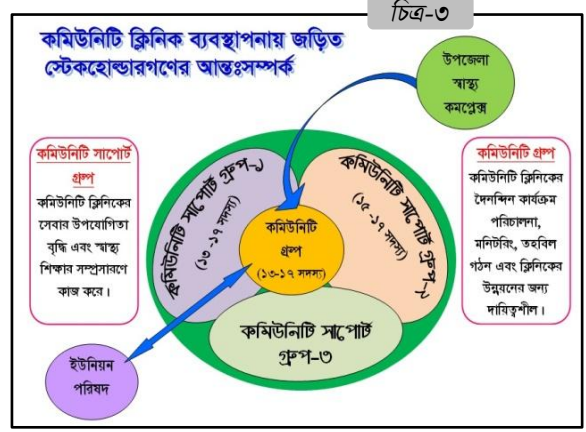 চিত্র-৩
কমিউনিটি ক্লিনিক ব্যবস্থাপনায় জড়িত
স্টেকহোল্ডারগণের আন্তঃসম্পর্ক
উপজেলা
স্বাস্থ্য
কমপ্লেক্স
কমিউনিটি সাপোর্ট
গ্রুপ
কমিউনিটি ক্লিনিকের
সেবার উপযোগিতা
বৃদ্ধি এবং স্বাস্থ্য
শিক্ষার সম্প্রসারণে
কাজ করে।
কমিউনিটি সাপোর্ট গ্রুপ-১
(১৩-১৭ সদস্য)
কমিউনিটি সাপোর্ট গ্রুপ-২
(১৫-১৭ সদস্য)
কমিউনিটি
গ্রুপ
(১৩-১৭ সদস্য)
কমিউনিটি সাপোর্ট
গ্রুপ-৩
কমিউনিটি গ্রুপ
কমিউনিটি ক্লিনিকের
দৈনন্দিন কার্যক্রম
পরিচালনা,
মনিটরিং, তহবিল
গঠন এবং ক্লিনিকের
উন্নয়নের জন্য
দায়িত্বশীল।
ইউনিয়ন
পরিষদ